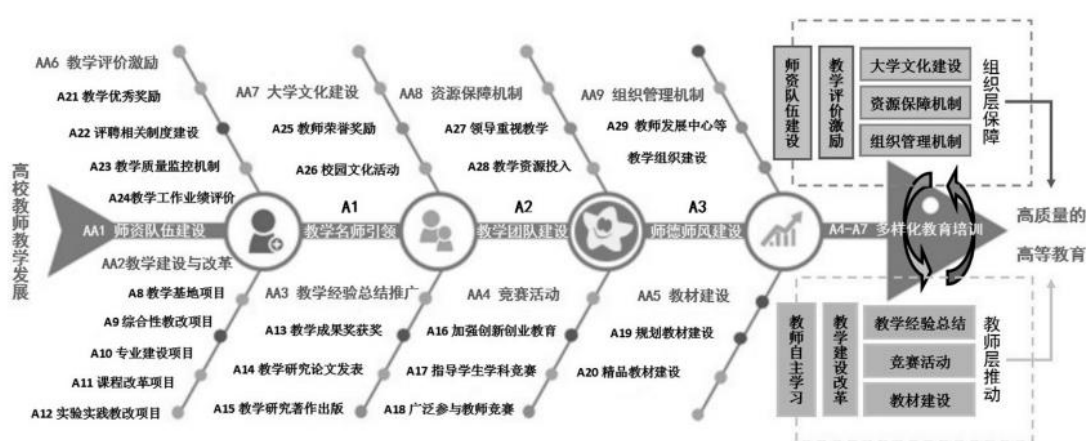 高校教师教学发展
AA6 教学评价激励
A21 教学优秀奖励
A22 评聘相关制度建设
A23 教学质量监控机制
A24教学工作业绩评价
AA7 大学文化建设
A25 教师荣誉奖励
A26 校园文化活动
AA8 资源保障机制
A27 领导重视教学
A28 教学资源投入
AA9 组织管理机制
A29 教师发展中心等
教学组织建设
AA1 师资队伍建设
A1
教学名师引领
A2
教学团队建设
A3
师德师风建设
A4-A7 多样化教育培训
AA2教学建设与改革
A8 教学基地项目
A9 综合性教改项目
A10 专业建设项目
A11 课程改革项目
A12 实验实践教改项目
AA3 教学经验总结推广
A13 教学成果奖获奖
A14 教学研究论文发表
A15 教学研究著作出版
AA4 竞赛活动
A16 加强创新创业教育
A17 指导学生学科竞赛
A18 广泛参与教师竞赛
AA5 教材建设
A19 规划教材建设
A20 精品教材建设
师资队伍建设
教学评价激励
大学文化建设
资源保障机制
组织管理机制
组织层保障
高质量的
高等教育
教师自主学习
教学建设改革
教学经验总结
竞赛活动
教材建设
教师层推动